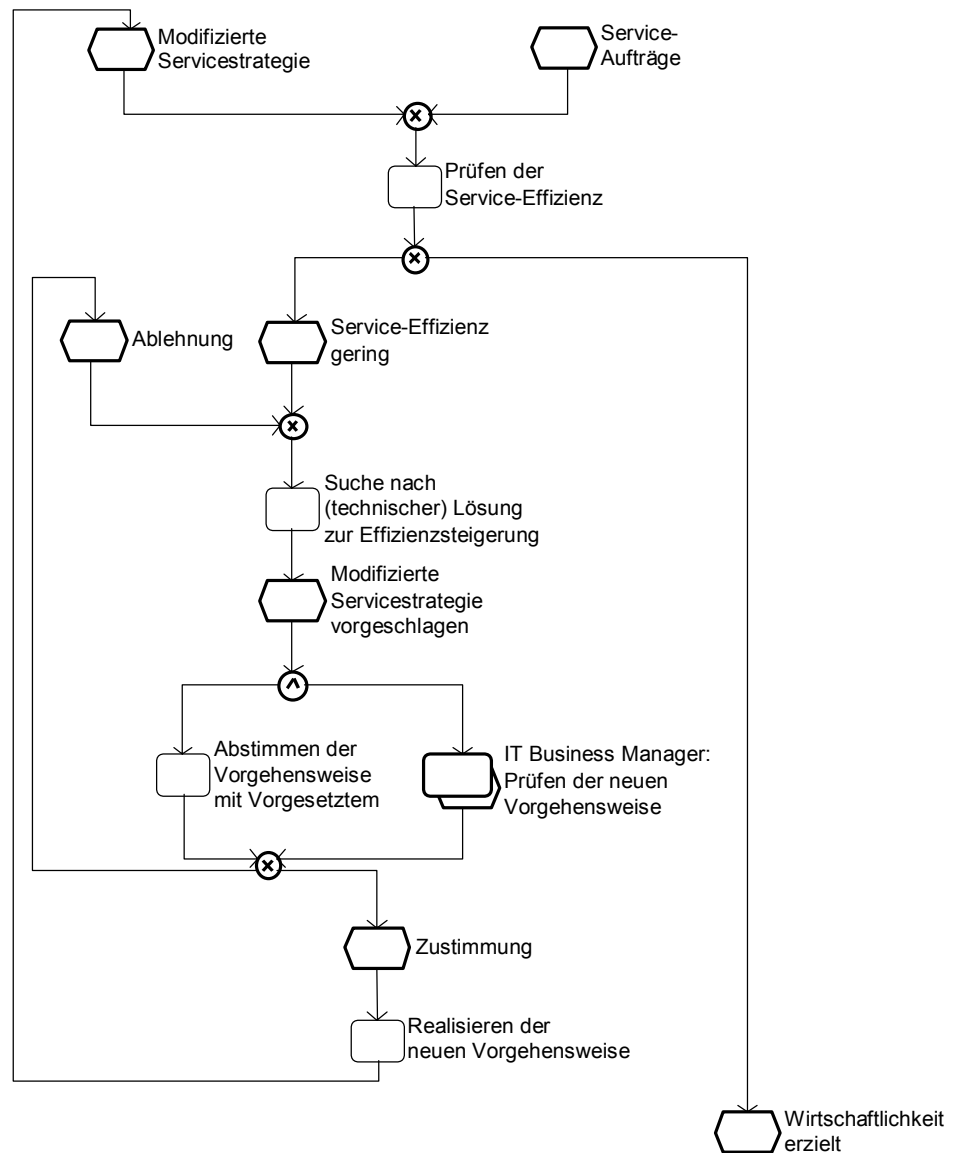 Modifizierte
Servicestrategie
Service-
Aufträge
Prüfen der
Service-Effizienz
Ablehnung
Service-Effizienz
gering
Suche nach
(technischer) Lösung
zur Effizienzsteigerung
Modifizierte
Servicestrategie
vorgeschlagen
Abstimmen der
Vorgehensweise
mit Vorgesetztem
IT Business Manager:
Prüfen der neuen
Vorgehensweise
Zustimmung
Realisieren der
neuen Vorgehensweise
Wirtschaftlichkeit
erzielt